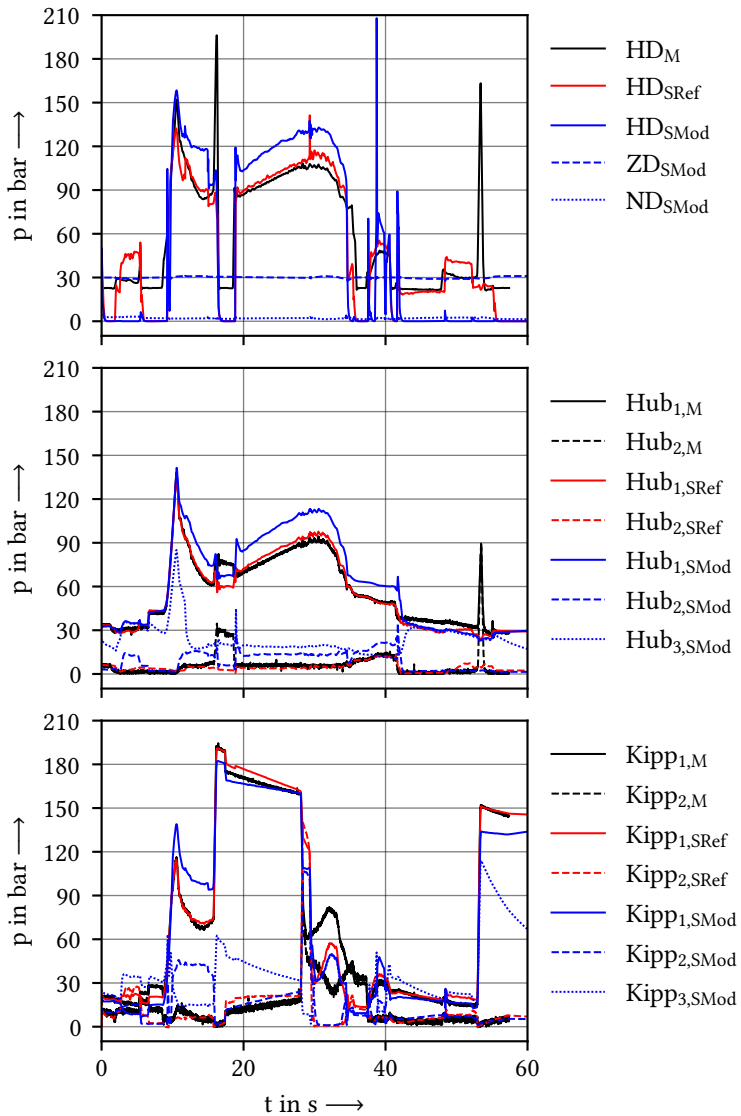 210
180
150
120
90
60
30
0
p in bar ⟶
HD_M
HD_SRef
HD_SMod
ZD_SMod
ND_SMod
210
180
150
120
90
60
30
0
p in bar ⟶
Hub_1,M
Hub_2,M
Hub_1,SRef
Hub_2,SRef
Hub_1,SMod
Hub_2,SMod
Hub_3,SMod
210
180
150
120
90
60
30
0
p in bar ⟶
Kipp_1,M
Kipp_2,M
Kipp_1,SRef
Kipp_2,SRef
Kipp_1,SMod
Kipp_2,SMod
Kipp_3,SMod
0 20 40 60
t in s ⟶